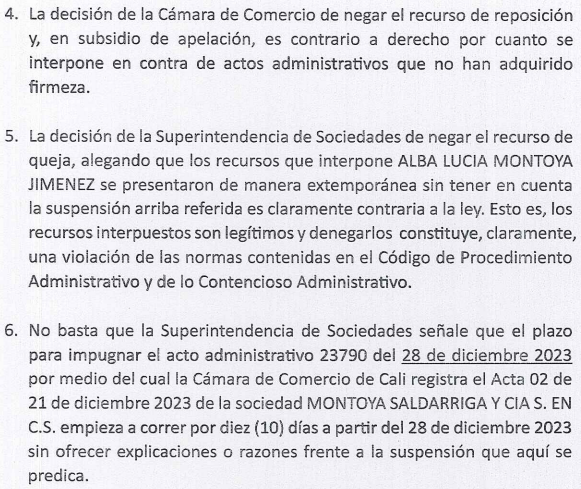 4. La decisión de la Cámara de Comercio de negar el recurso de reposición
y, en subsidio de apelación, es contrario a derecho por cuanto se
interpone en contra de actos administrativos que no han adquirido
firmeza.
5. La decisión de la Superintendencia de Sociedades de negar el recurso de
queja, alegando que los recursos que interpone ALBA LUCIA MONTOYA
JIMENEZ se presentaron de manera extemporánea sin tener en cuenta
la suspensión arriba referida es claramente contraria a la ley. Esto es, los
recursos interpuestos son legítimos y denegarlos constituye, claramente,
una violación de las normas contenidas en el Código de Procedimiento
Administrativo y de lo Contencioso Administrativo.
6. No basta que la Superintendencia de Sociedades señale que el plazo
para impugnar el acto administrativo 23790 del 28 de diciembre 2023
por medio del cual la Cámara de Comercio de Cali registra el Acta 02 de
21 de diciembre 2023 de la sociedad MONTOYA SALDARRIGA Y CIA S. EN
C.S. empieza a correr por diez (10) días a partir del 28 de diciembre 2023
sin ofrecer explicaciones o razones frente a la suspensión que aquí se
predica.